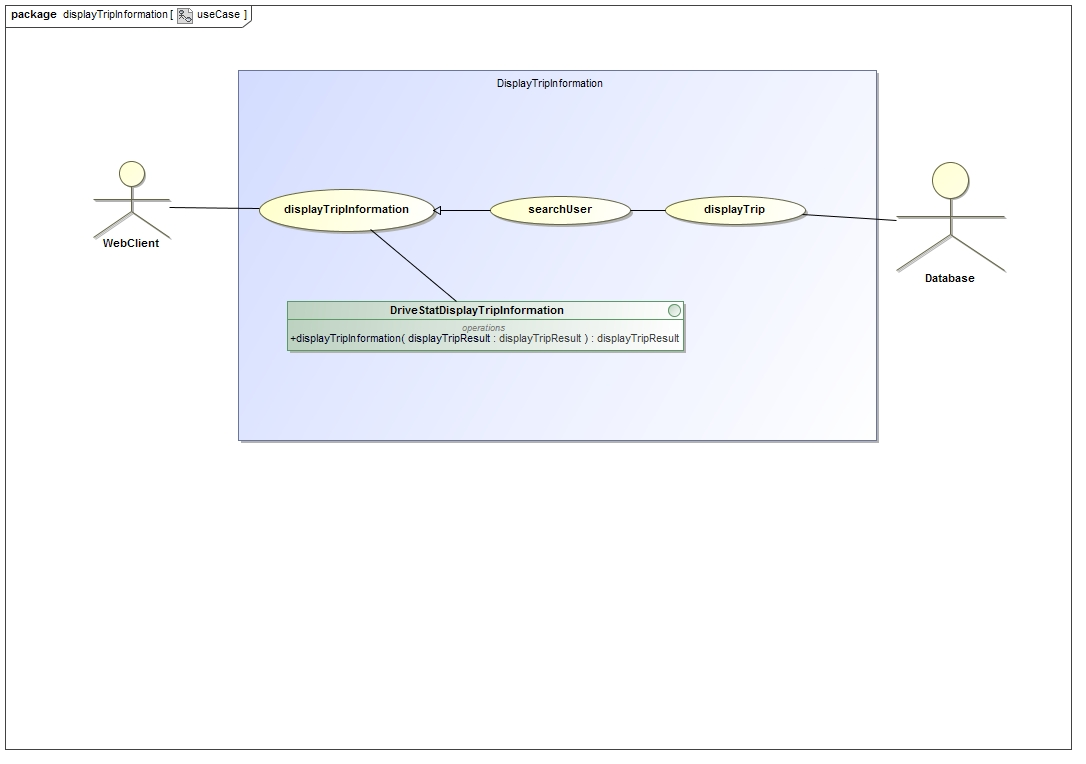 package displayTripInformation [ useCase ]
DisplayTripInformation
WebClient
displayTripInformation
searchUser
displayTrip
Database
DriveStatDisplayTripInformation
operations
+displayTripInformation( displayTripResult : displayTripResult ) : displayTripResult